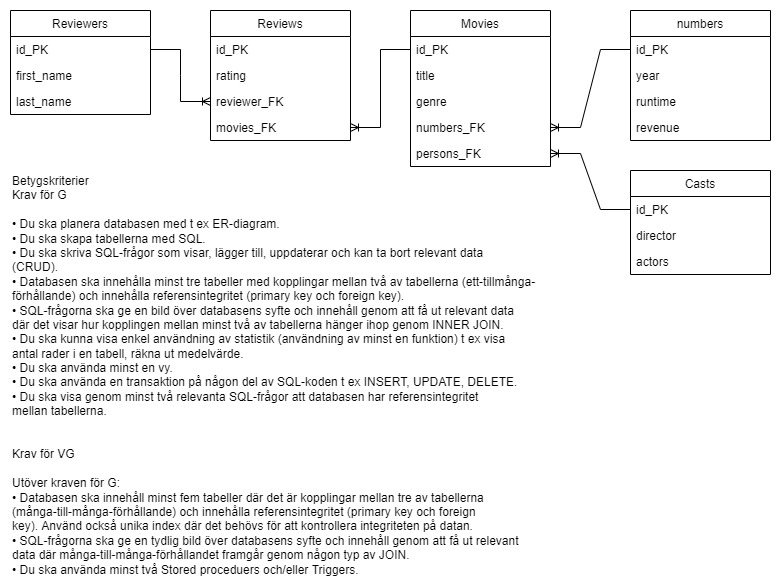 Reviewers
id_PK
first_name
last_name
Reviews
id_PK
rating
reviewer_FK
movies_FK
Movies
id_PK
title
genre
numbers_FK
persons_FK
numbers
id_PK
year
runtime
revenue
Casts
id_PK
director
actors
Betygskriterier
Krav för G
• Du ska planera databasen med t ex ER-diagram.
• Du ska skapa tabellerna med SQL.
• Du ska skriva SQL-frågor som visar, lägger till, uppdaterar och kan ta bort relevant data
(CRUD).
• Databasen ska innehålla minst tre tabeller med kopplingar mellan två av tabellerna (ett-tillmånga-
förhållande) och innehålla referensintegritet (primary key och foreign key).
• SQL-frågorna ska ge en bild över databasens syfte och innehåll genom att få ut relevant data
där det visar hur kopplingen mellan minst två av tabellerna hänger ihop genom INNER JOIN.
• Du ska kunna visa enkel användning av statistik (användning av minst en funktion) t ex visa
antal rader i en tabell, räkna ut medelvärde.
• Du ska använda minst en vy.
• Du ska använda en transaktion på någon del av SQL-koden t ex INSERT, UPDATE, DELETE.
• Du ska visa genom minst två relevanta SQL-frågor att databasen har referensintegritet
mellan tabellerna.
Krav för VG
Utöver kraven för G:
• Databasen ska innehåll minst fem tabeller där det är kopplingar mellan tre av tabellerna
(många-till-många-förhållande) och innehålla referensintegritet (primary key och foreign
key). Använd också unika index där det behövs för att kontrollera integriteten på datan.
• SQL-frågorna ska ge en tydlig bild över databasens syfte och innehåll genom att få ut relevant
data där många-till-många-förhållandet framgår genom någon typ av JOIN.
• Du ska använda minst två Stored proceduers och/eller Triggers.